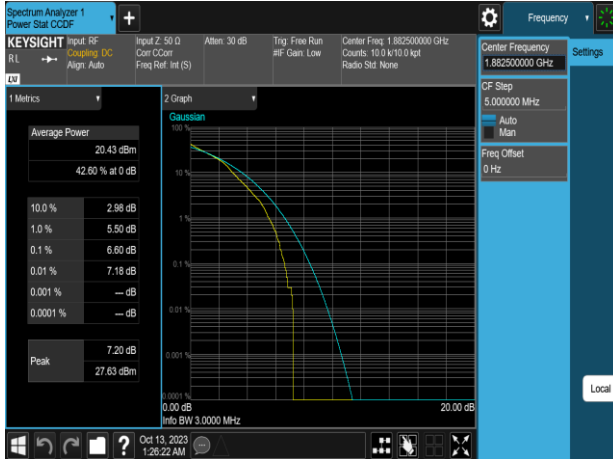 Spectrum Analyzer 1
Power Stat CCDF
+
Frequency
KEYSIGHT
RL
LXI
Input: RF
Coupling: DC
Align: Auto
Input Z: 50 Ω
Corr CCorr
Freq Ref: Int (S)
Atten: 30 dB
Trig: Free Run
#IF Gain: Low
Center Freq: 1.882500000 GHz
Counts: 10.0 k/10.0 kpt
Radio Std: None
Center Frequency
1.882500000 GHz
Settings
CF Step
5.000000 MHz
Auto
Man
Freq Offset
0 Hz
Local
1 Metrics
Average Power
20.43 dBm
42.60 % at 0 dB
10.0 % 2.98 dB
1.0 % 5.50 dB
0.1 % 6.60 dB
0.01 % 7.18 dB
0.001 % --- dB
0.0001 % --- dB
Peak
7.20 dB
27.63 dBm
2 Graph
Gaussian
100 %
10 %
1 %
0.1 %
0.01 %
0.001 %
0.0001 %
0.00 dB
20.00 dB
Info BW 3.0000 MHz
?
Oct 13, 2023
1:26:22 AM